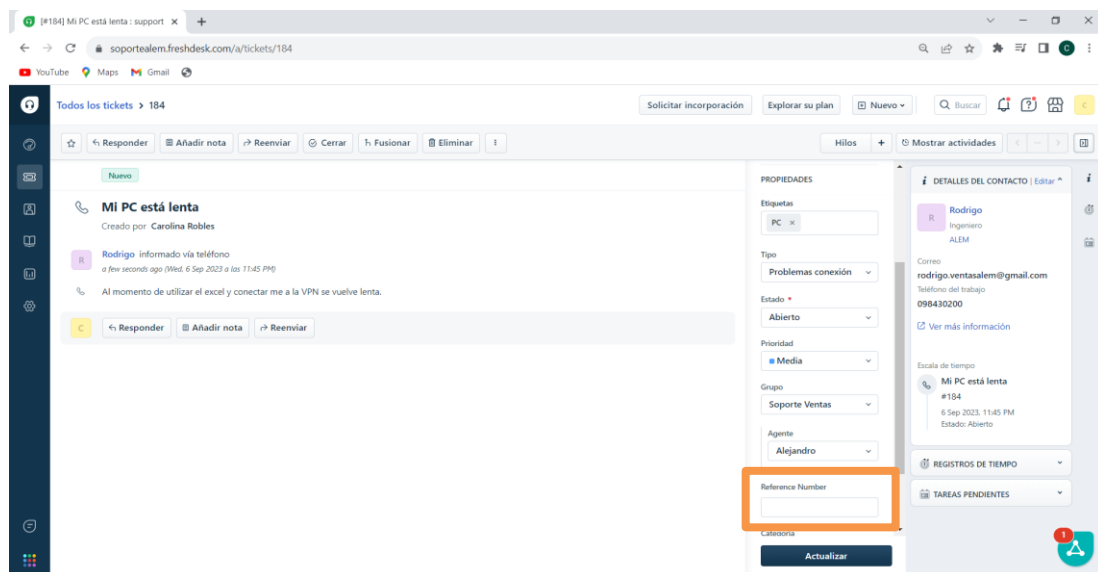 [#184] Mi PC está lenta : support
soportealem.freshdesk.com/a/tickets/184
C
YouTube Maps Gmail
Todos los tickets > 184
Solicitar incorporación
Explorar su plan
Nuevo
Buscar
C
Responder
Añadir nota
Reenviar
Cerrar
Fusionar
Eliminar
Hilos
Mostrar actividades
Nuevo
Mi PC está lenta
Creado por Carolina Robles
R
Rodrigo informado vía teléfono
a few seconds ago (Wed, 6 Sep 2023 a las 11:45 PM)
Al momento de utilizar el excel y conectar me a la VPN se vuelve lenta.
C
Responder
Añadir nota
Reenviar
PROPIEDADES
Etiquetas
PC ×
Tipo
Problemas conexión
Estado *
Abierto
Prioridad
Media
Grupo
Soporte Ventas
Agente
Alejandro
Reference Number
Categoria
Actualizar
DETALLES DEL CONTACTO | Editar
R
Rodrigo
Ingeniero
ALEM
Correo
rodrigo.ventasalem@gmail.com
Teléfono del trabajo
098430200
Ver más información
Escala de tiempo
Mi PC está lenta
#184
6 Sep 2023, 11:45 PM
Estado: Abierto
REGISTROS DE TIEMPO
TAREAS PENDIENTES
1